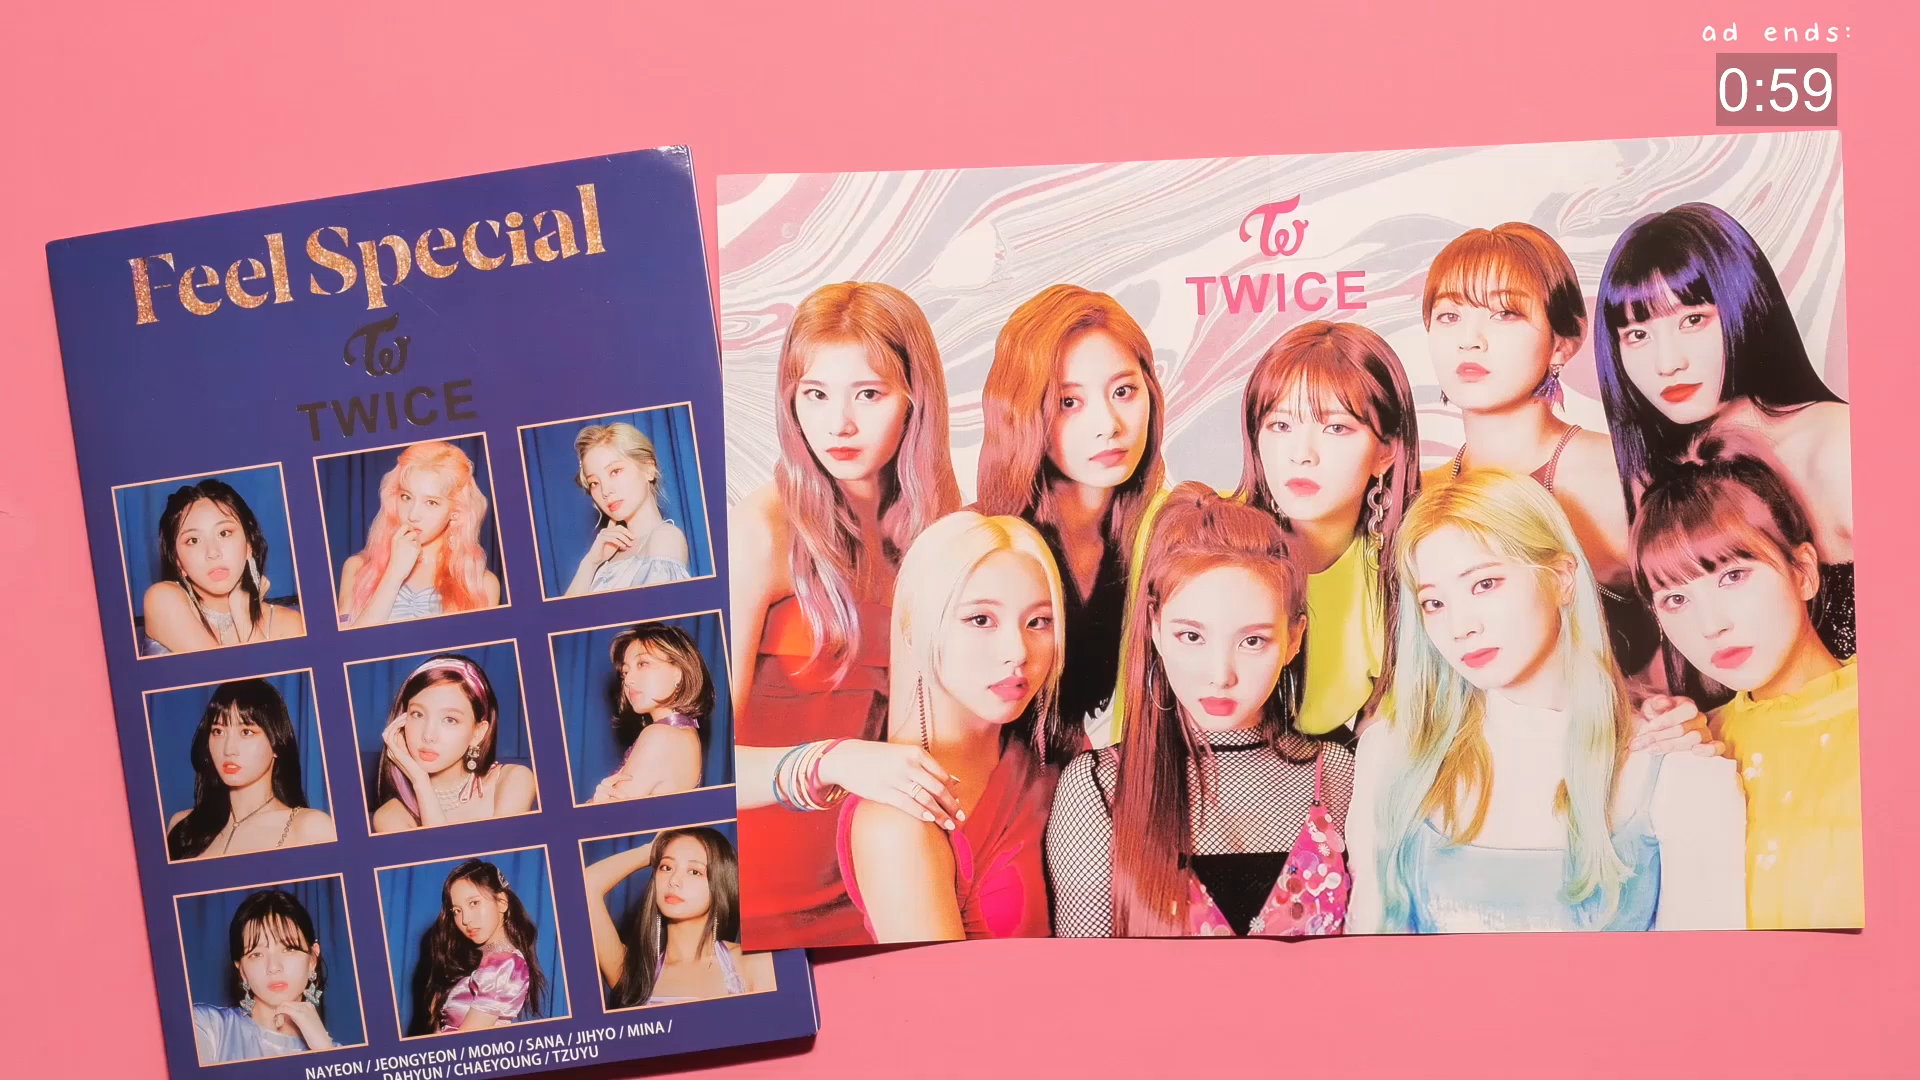 ad ends:
0:59
Feel Special
TWICE
TWICE
NAYEON / JEONGYEON / MOMO / SANA / JIHYO / MINA /
DAHYUN / CHAEYOUNG / TZUYU